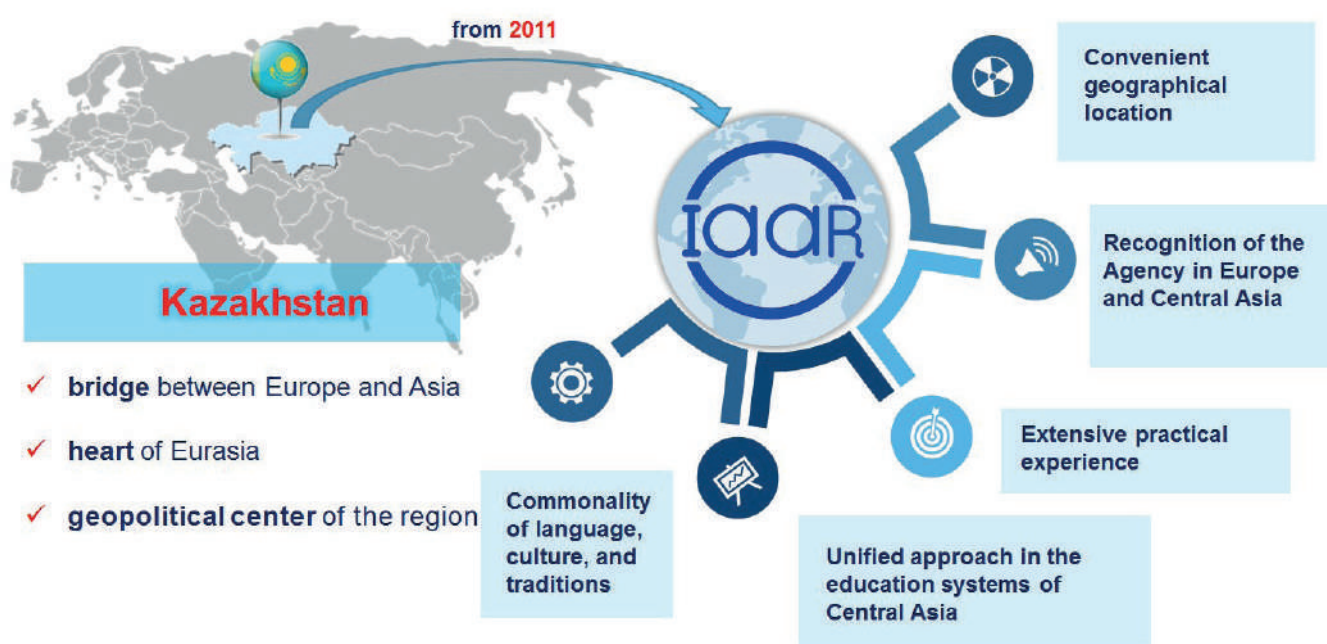 from 2011
Kazakhstan
✓ bridge between Europe and Asia
✓ heart of Eurasia
✓ geopolitical center of the region
IaaR
Convenient
geographical
location
Recognition of the
Agency in Europe
and Central Asia
Extensive practical
experience
Unified approach in the
education systems of
Central Asia
Commonality
of language,
culture, and
traditions